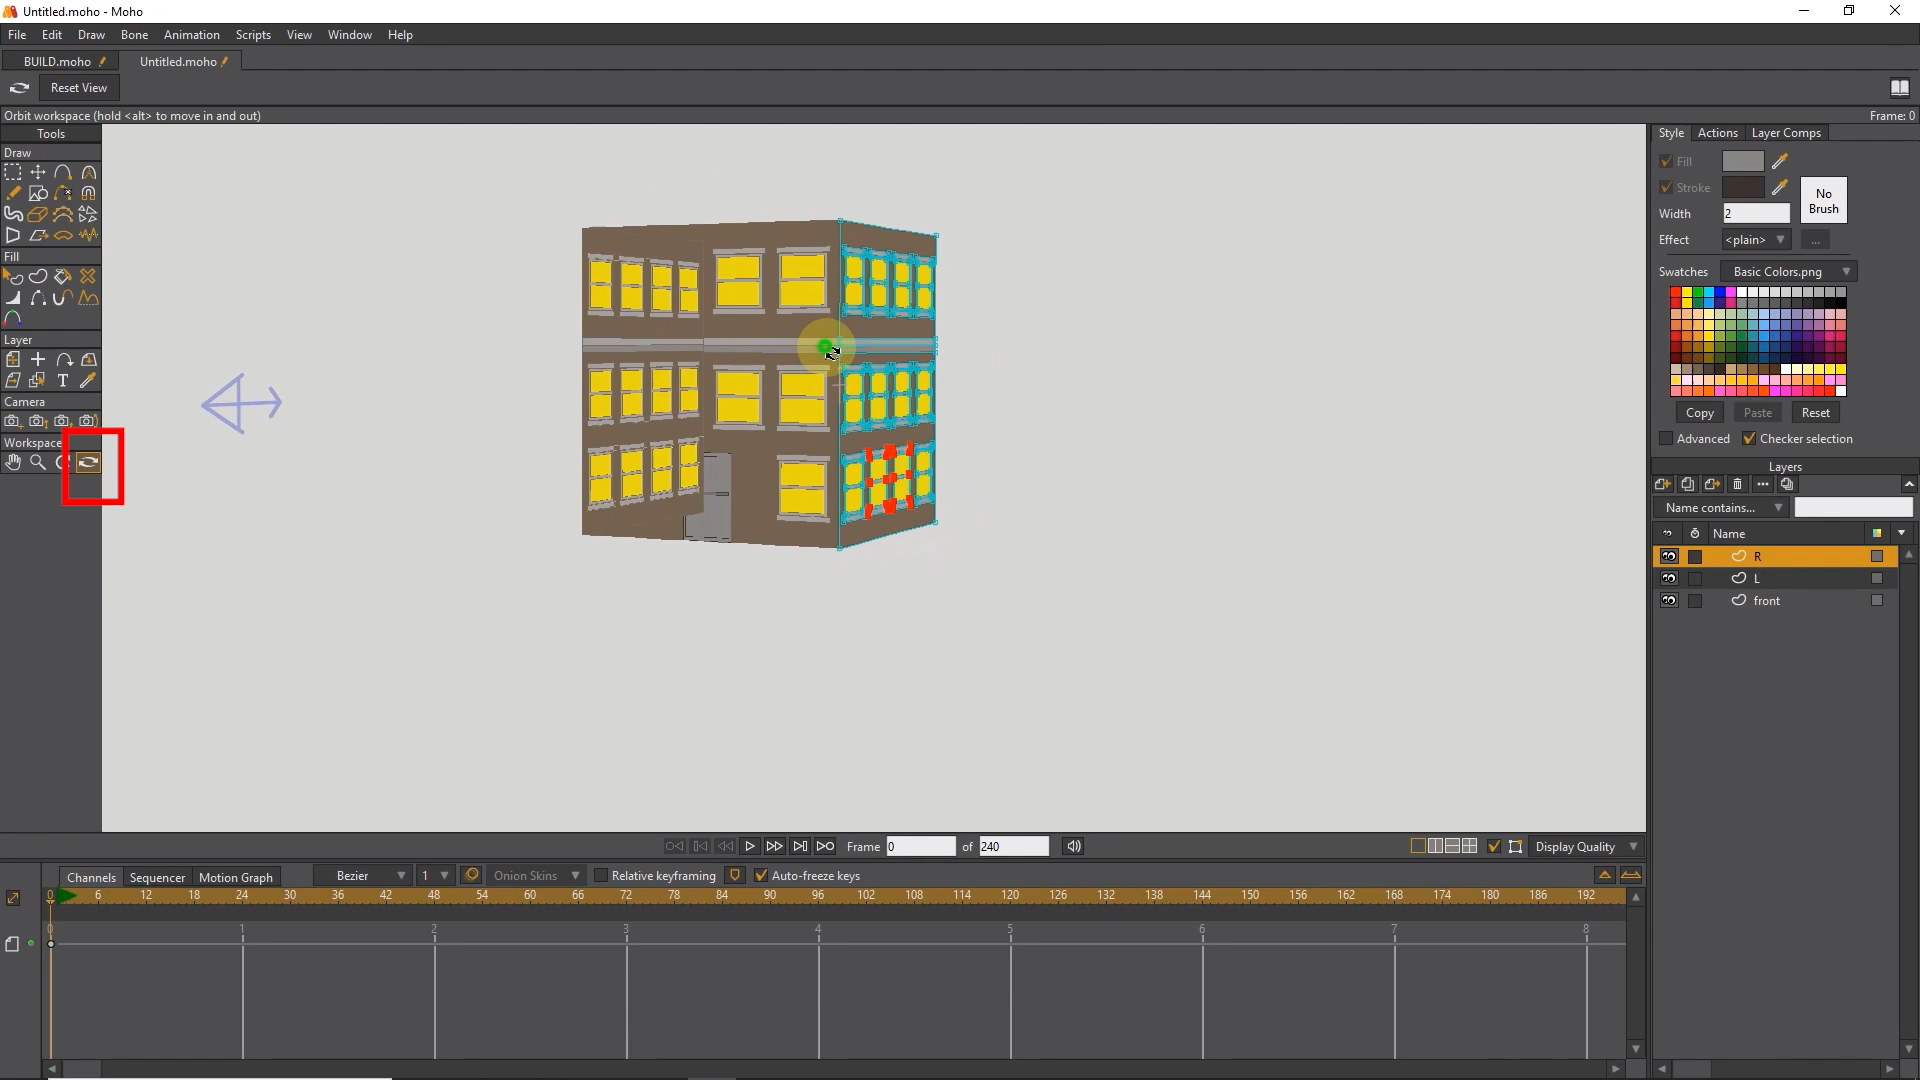 Untitled.moho - Moho
File Edit Draw Bone Animation Scripts View Window Help
BUILD.moho Untitled.moho
Reset View
Orbit workspace (hold <alt> to move in and out) Frame: 0
Tools
Draw
Fill
Layer
Camera
Workspace
Style Actions Layer Comps
Fill
Stroke
No Brush
Width 2
Effect <plain> ...
Swatches Basic Colors.png
Copy Paste Reset
Advanced Checker selection
Layers
Name contains...
Name
R
L
front
Frame 0 of 240 Display Quality
Channels Sequencer Motion Graph Bezier 1 Onion Skins Relative keyframing Auto-freeze keys
0 6 12 18 24 30 36 42 48 54 60 66 72 78 84 90 96 102 108 114 120 126 132 138 144 150 156 162 168 174 180 186 192
0 1 2 3 4 5 6 7 8